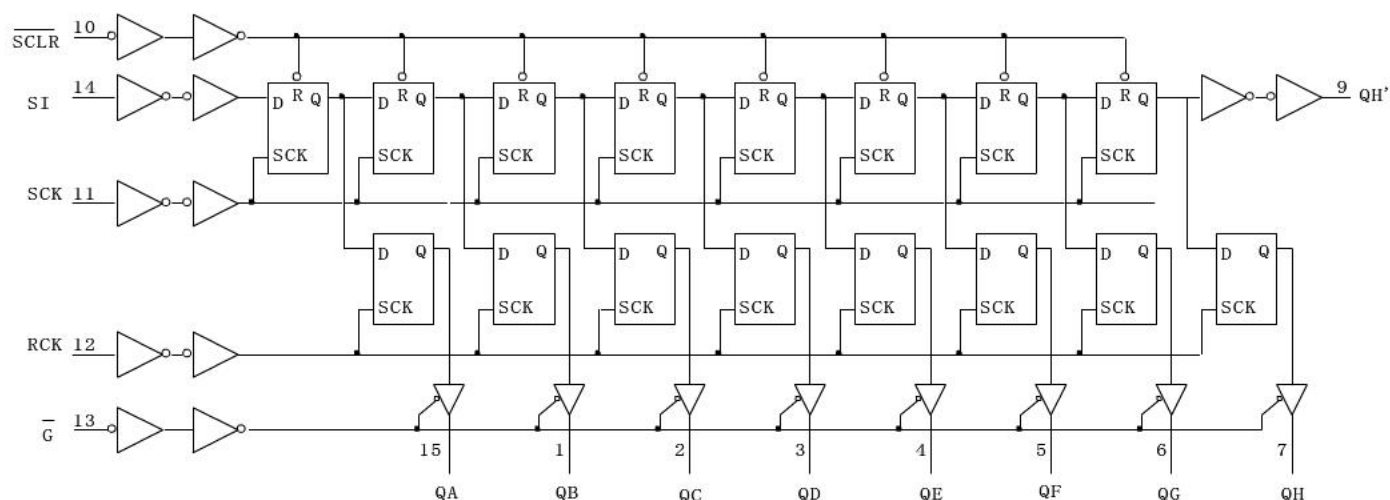 SCLR 10
SI 14
D R Q D R Q D R Q D R Q D R Q D R Q D R Q D R Q
9 QH'
SCK SCK SCK SCK SCK SCK SCK SCK
SCK 11
D Q D Q D Q D Q D Q D Q D Q D Q
SCK SCK SCK SCK SCK SCK SCK SCK
RCK 12
G 13
15 1 2 3 4 5 6 7
QA QB QC QD QE QF QG QH